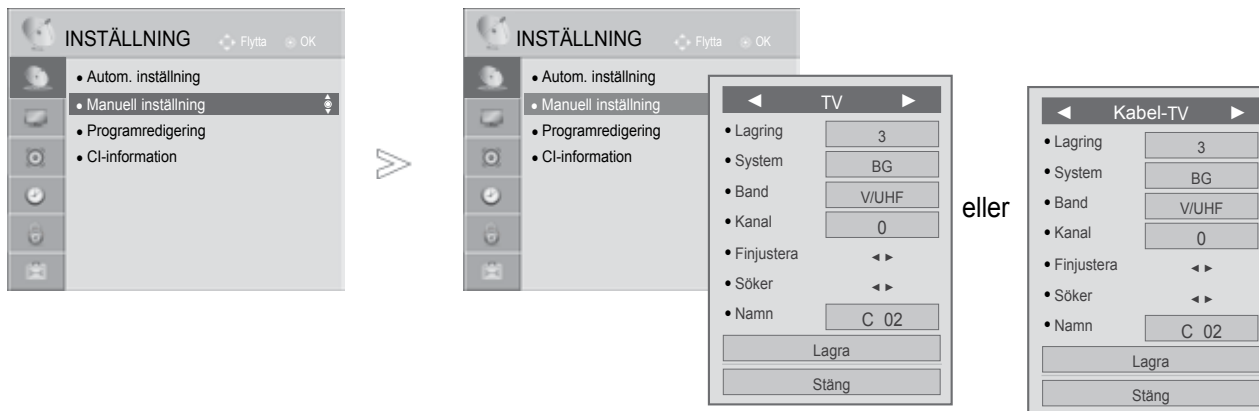 INSTÄLLNING Flytta OK
Autom. inställning
Manuell inställning
Programredigering
CI-information
INSTÄLLNING Flytta OK
Autom. inställning
Manuell inställning
Programredigering
CI-information
TV
Lagring 3
System BG
Band V/UHF
Kanal 0
Finjustera
Söker
Namn C 02
Lagra
Stäng
eller
Kabel-TV
Lagring 3
System BG
Band V/UHF
Kanal 0
Finjustera
Söker
Namn C 02
Lagra
Stäng